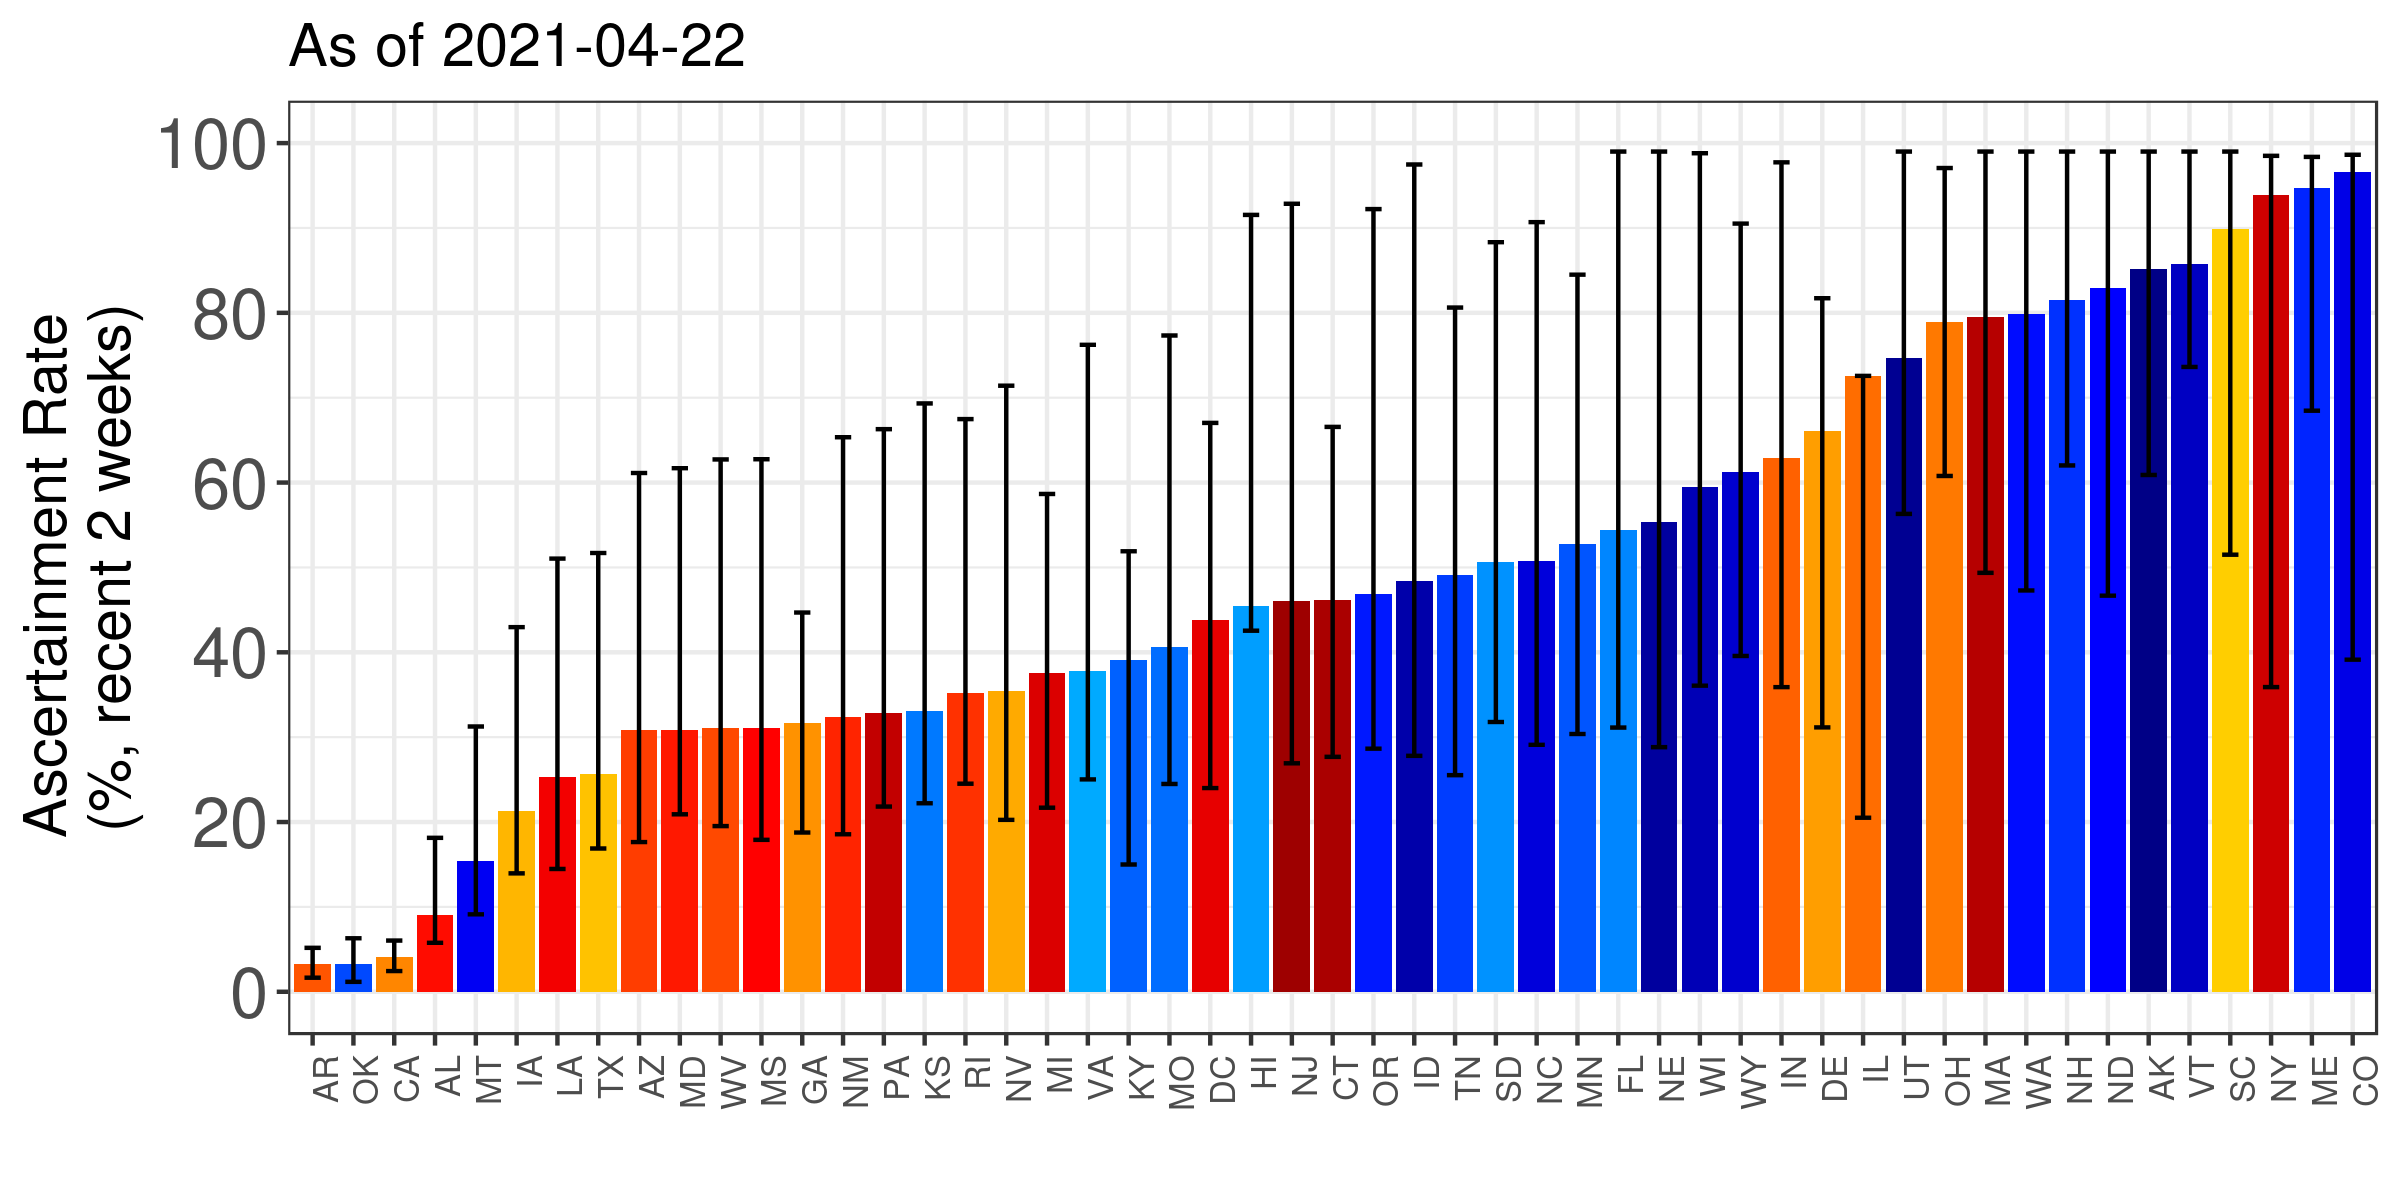 As of 2021-04-22
Ascertainment Rate
(%, recent 2 weeks)
100
80
60
40
20
0
AR OK CA AL MT IA LA TX AZ MD WV MS GA NM PA KS RI NV MI VA KY MO DC HI NJ CT OR ID TN SD NC MN FL NE WI WY IN DE IL UT OH MA WA NH ND AK VT SC NY ME CO